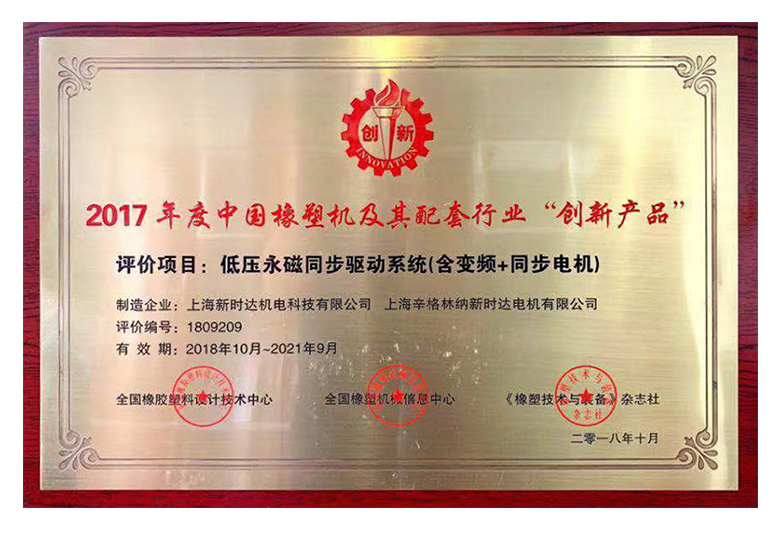 创新
INNOVATION
2017年度中国橡塑机及其配套行业“创新产品”
评价项目：低压永磁同步驱动系统(含变频+同步电机)
制造企业：上海新时达机电科技有限公司 上海辛格林纳新时达电机有限公司
评价编号：1809209
有 效 期：2018年10月~2021年9月
全国橡胶塑料设计技术中心 全国橡塑机械信息中心 《橡塑技术与装备》杂志社
杂志社
二零一八年十月